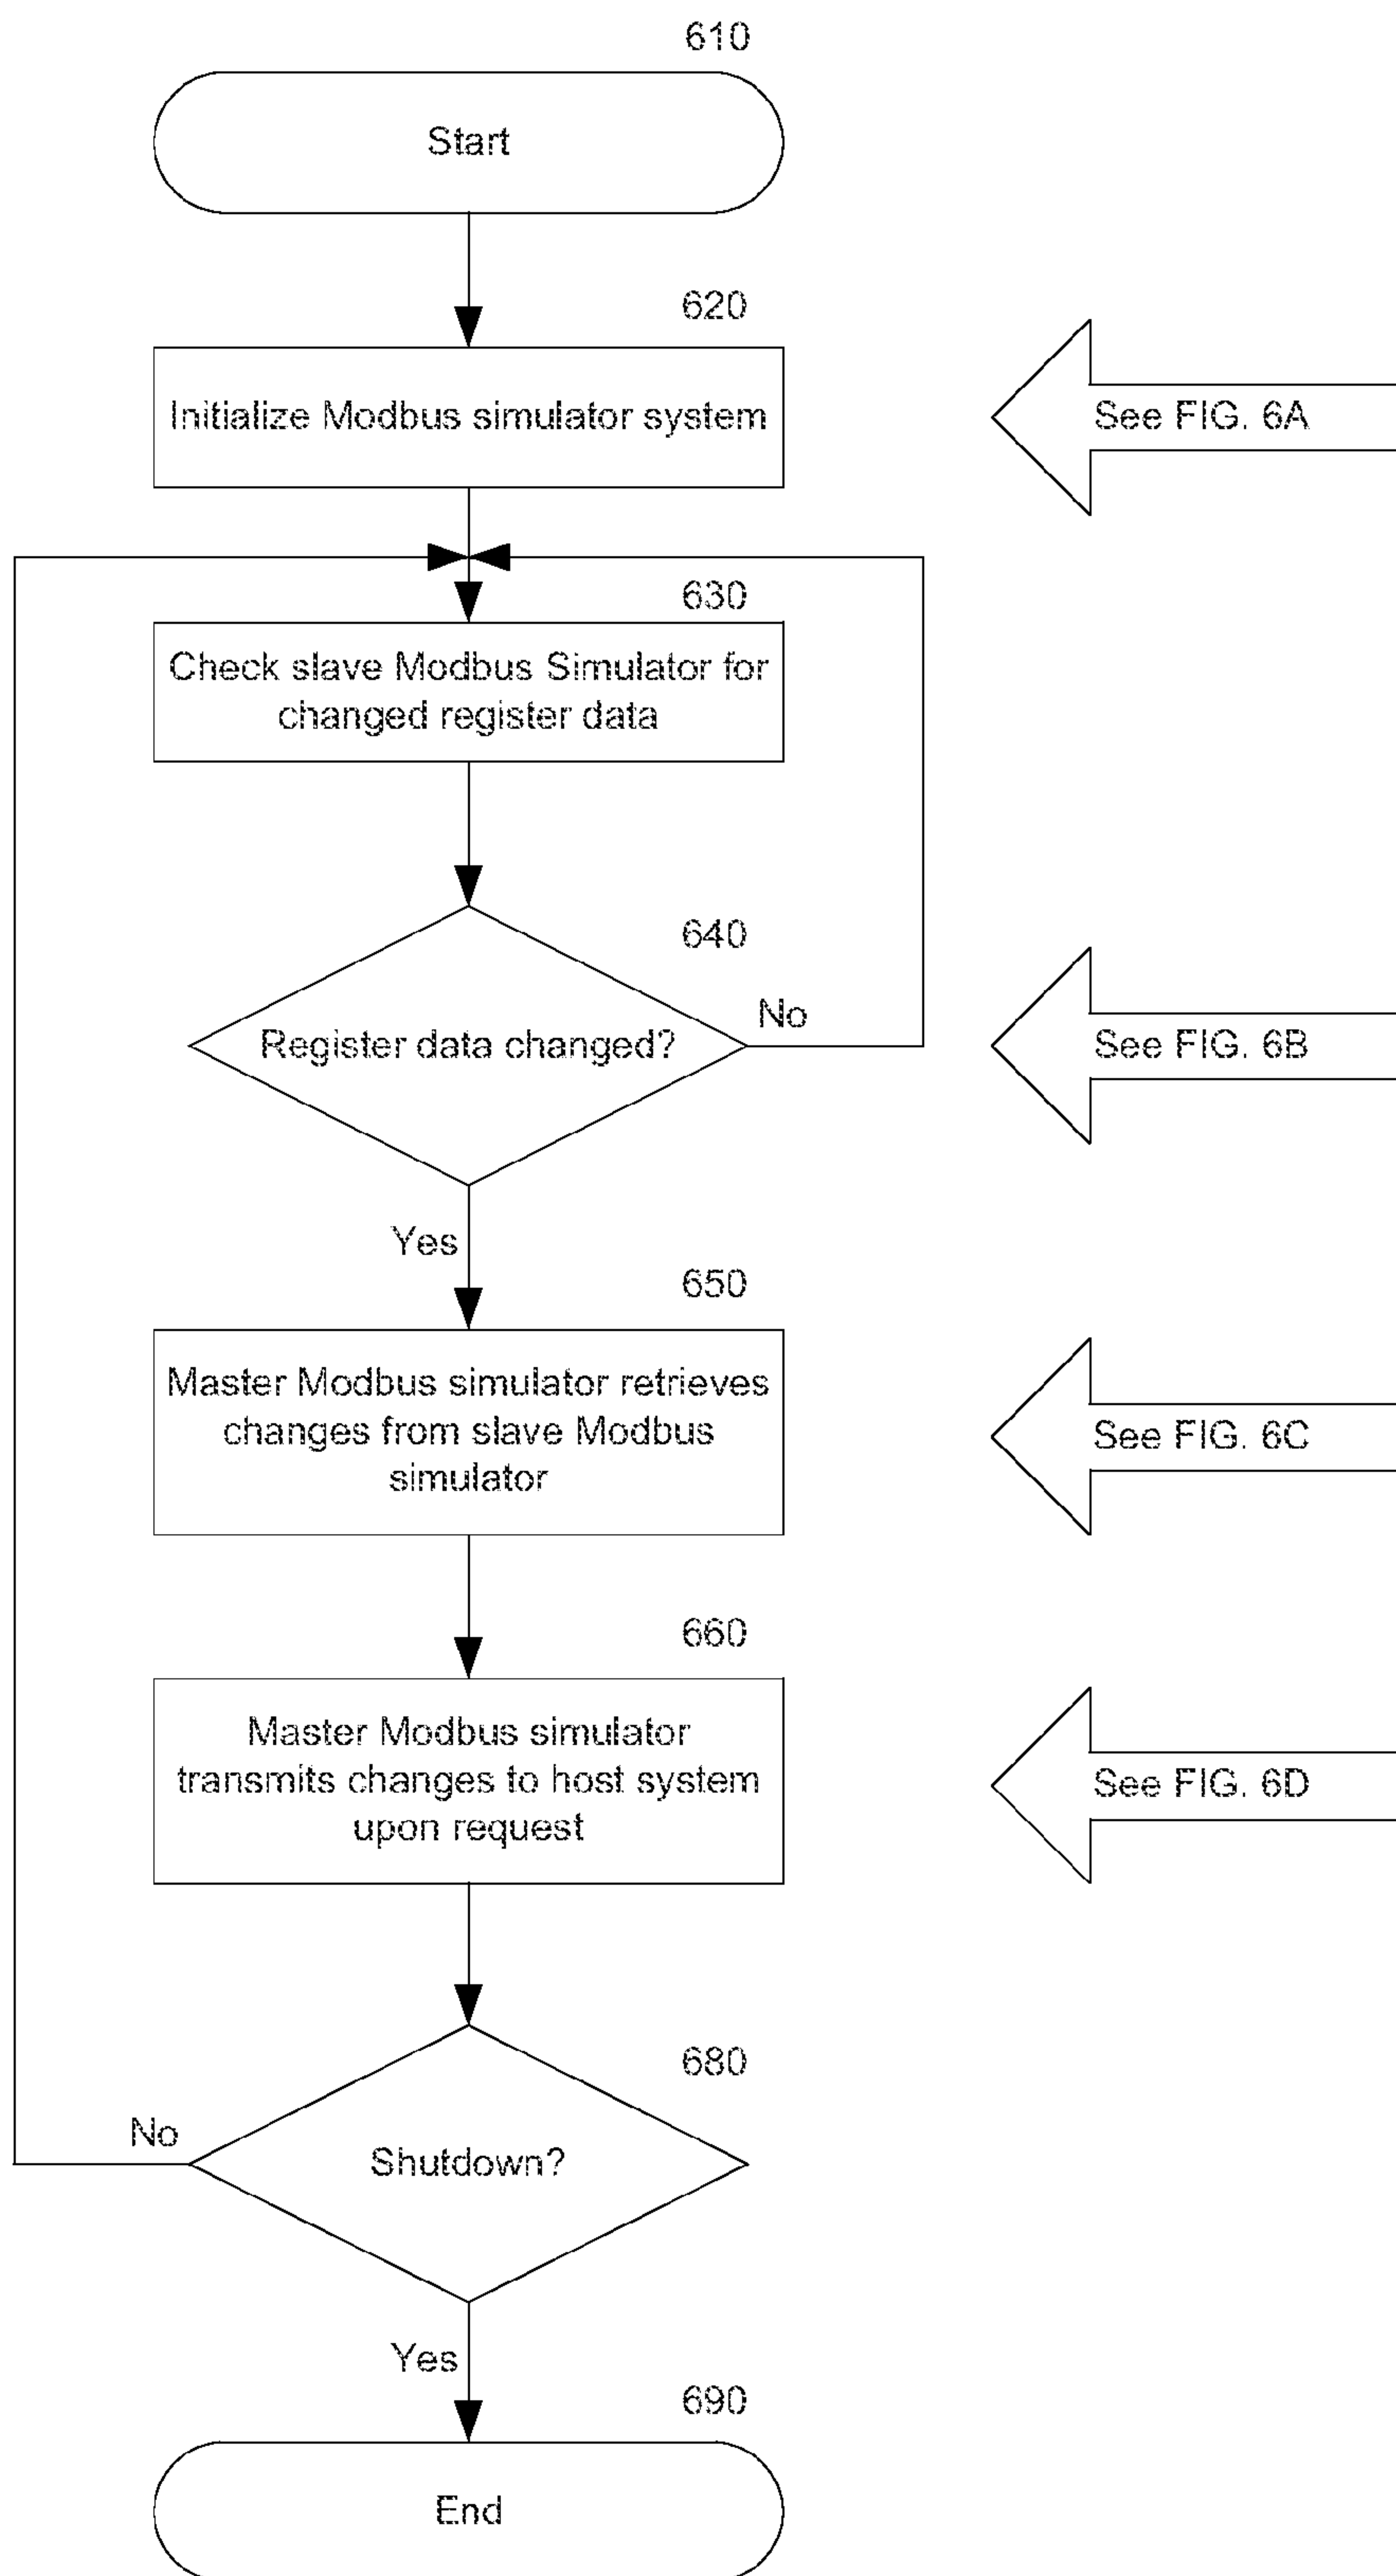 610
Start
620
Initialize Modbus simulator system
See FIG. 6A
630
Check slave Modbus Simulator for
changed register data
640
Register data changed?
No
See FIG. 6B
Yes
650
Master Modbus simulator retrieves
changes from slave Modbus
simulator
See FIG. 6C
660
Master Modbus simulator
transmits changes to host system
upon request
See FIG. 6D
680
No
Shutdown?
Yes
690
End